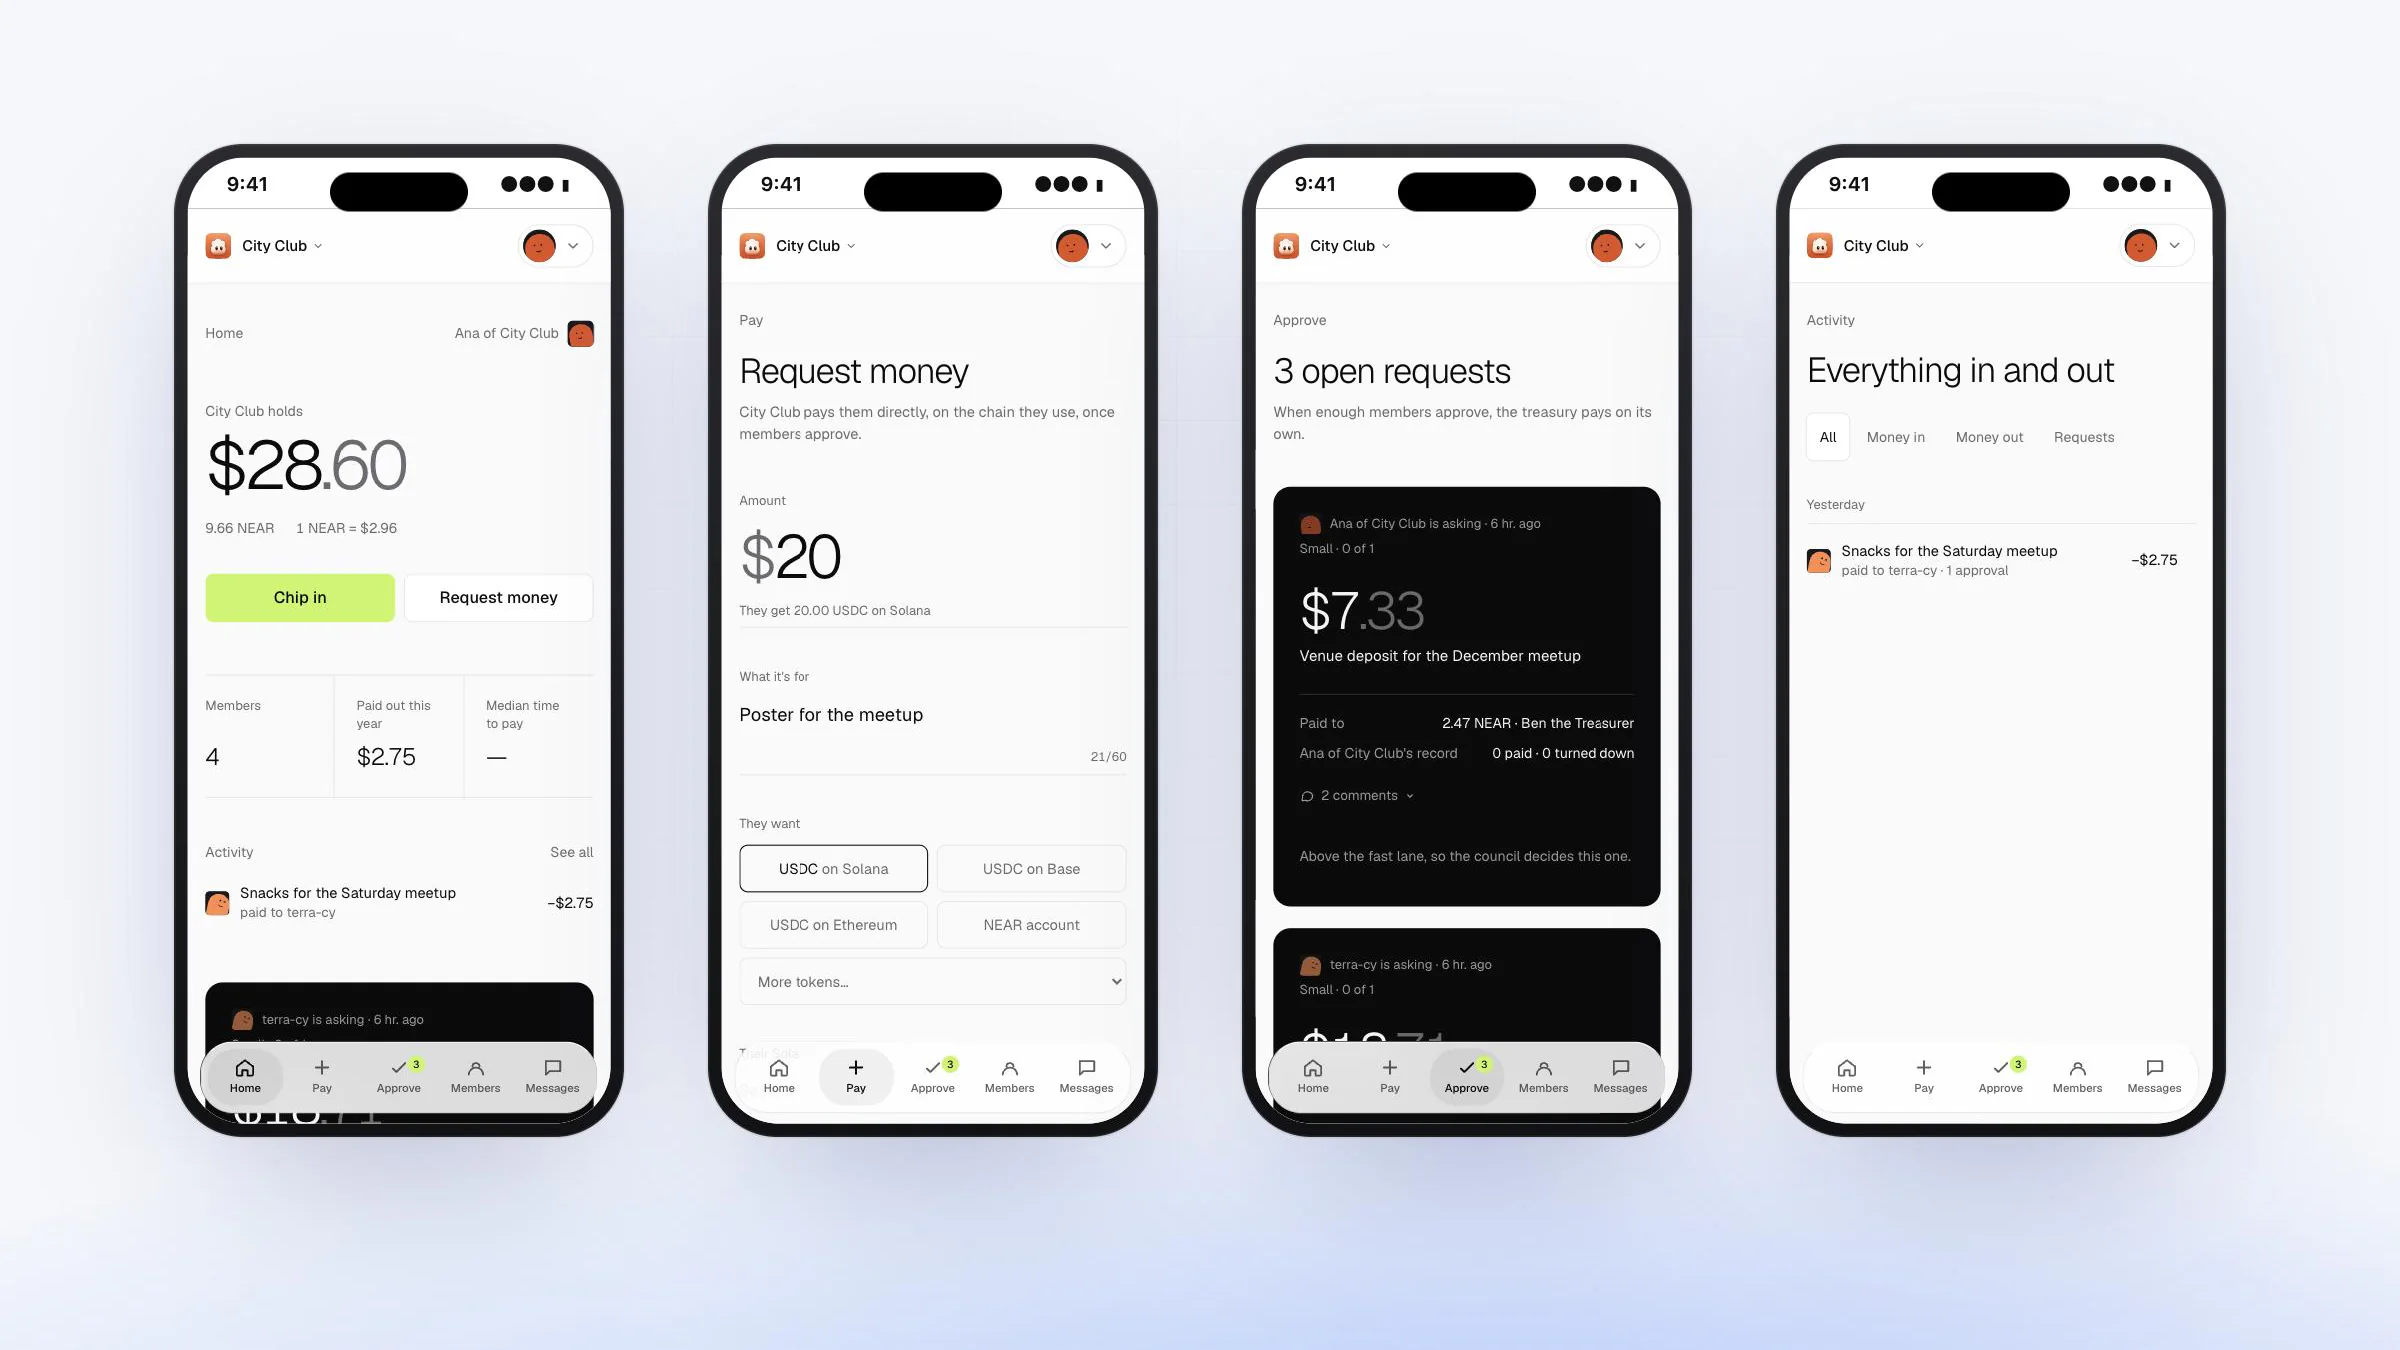 9:41
City Club
Home
Ana of City Club
City Club holds
$28.60
9.66 NEAR
1 NEAR = $2.96
Chip in
Request money
Members
4
Paid out this
year
$2.75
Median time
to pay
—
Activity
See all
Snacks for the Saturday meetup
paid to terra-cy
−$2.75
terra-cy is asking · 6 hr. ago
Home
Pay
Approve
3
Members
Messages
9:41
City Club
Pay
Request money
City Club pays them directly, on the chain they use, once
members approve.
Amount
$20
They get 20.00 USDC on Solana
What it's for
Poster for the meetup
21/60
They want
USDC on Solana
USDC on Base
USDC on Ethereum
NEAR account
More tokens...
Home
Pay
Approve
3
Members
Messages
9:41
City Club
Approve
3 open requests
When enough members approve, the treasury pays on its
own.
Ana of City Club is asking · 6 hr. ago
Small · 0 of 1
$7.33
Venue deposit for the December meetup
Paid to
2.47 NEAR · Ben the Treasurer
Ana of City Club's record
0 paid · 0 turned down
2 comments
Above the fast lane, so the council decides this one.
terra-cy is asking · 6 hr. ago
Small · 0 of 1
Home
Pay
Approve
3
Members
Messages
9:41
City Club
Activity
Everything in and out
All
Money in
Money out
Requests
Yesterday
Snacks for the Saturday meetup
paid to terra-cy · 1 approval
−$2.75
Home
Pay
Approve
3
Members
Messages